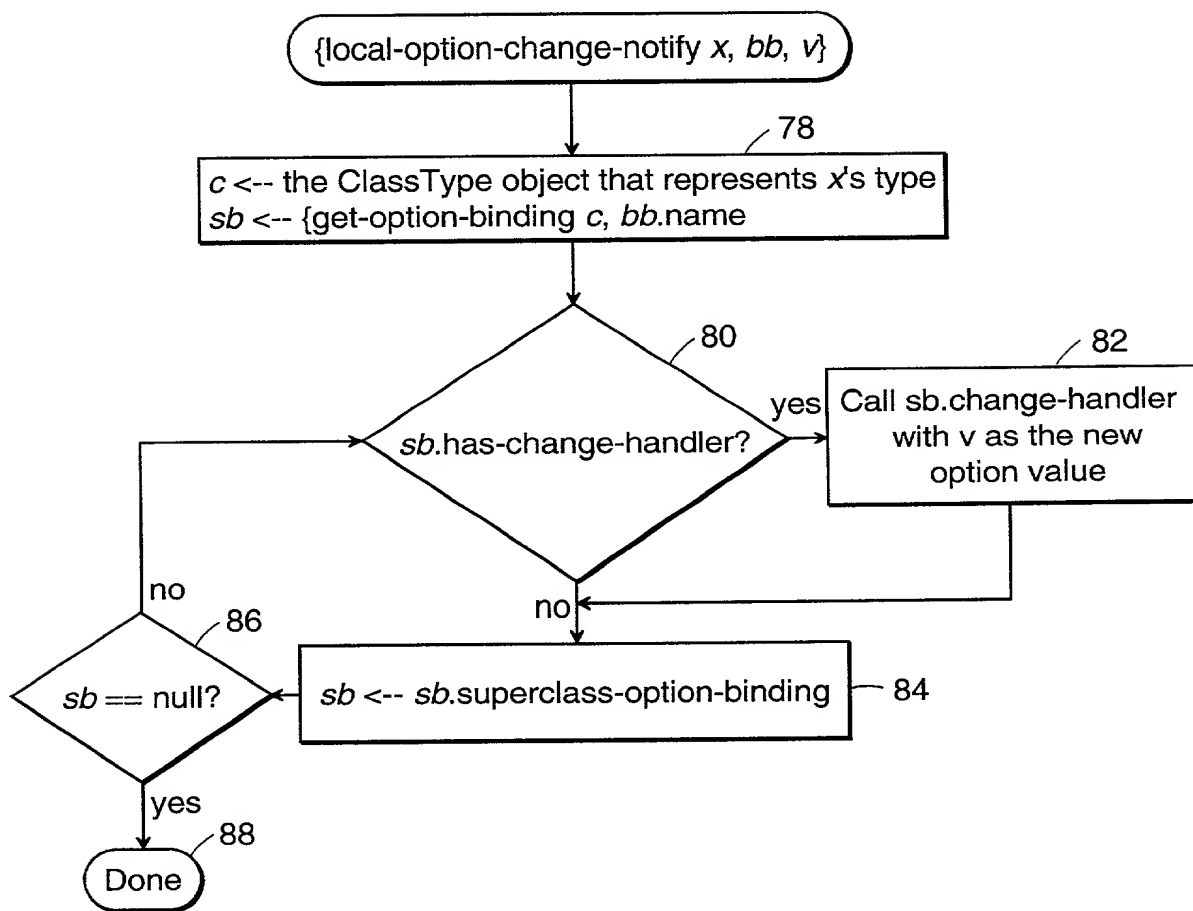 {local-option-change-notify x, bb, v}
78
c <-- the ClassType object that represents x's type
sb <-- {get-option-binding c, bb.name
80
82
sb.has-change-handler?
yes
Call sb.change-handler
with v as the new
option value
no
no
86
sb == null?
sb <-- sb.superclass-option-binding
84
yes
88
Done